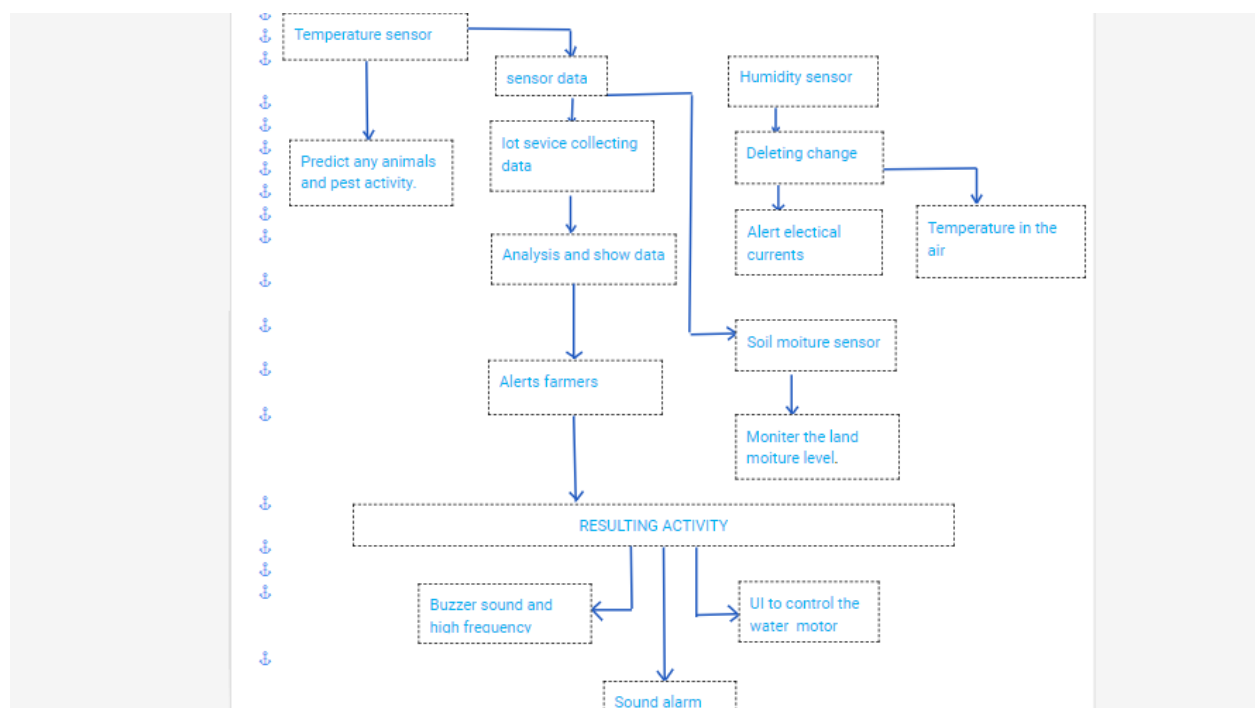 Temperature sensor
sensor data
Humidity sensor
Iot sevice collecting
data
Deleting change
Predict any animals
and pest activity.
Alert electical
currents
Temperature in the
air
Analysis and show data
Soil moiture sensor
Alerts farmers
Moniter the land
moiture level.
RESULTING ACTIVITY
Buzzer sound and
high frequency
UI to control the
water motor
Sound alarm